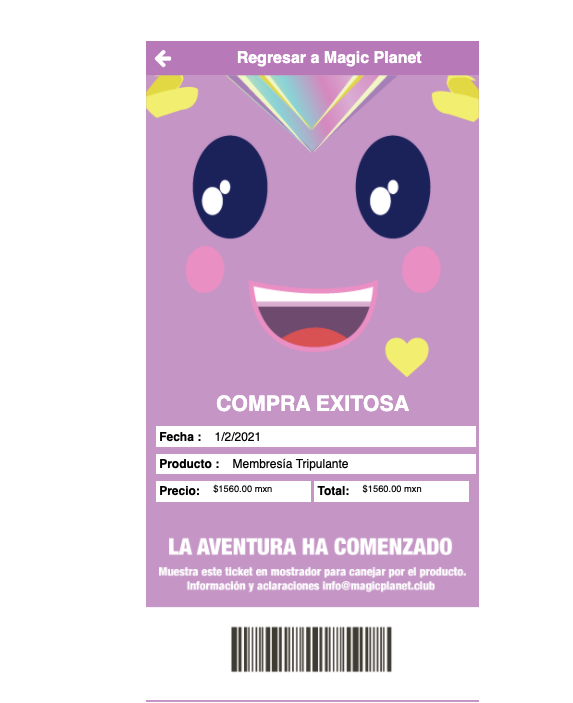 Regresar a Magic Planet
COMPRA EXITOSA
Fecha : 1/2/2021
Producto : Membresía Tripulante
Precio: $1560.00 mxn Total: $1560.00 mxn
LA AVENTURA HA COMENZADO
Muestra este ticket en mostrador para canejar por el producto.
Información y aclaraciones info@magicplanet.club